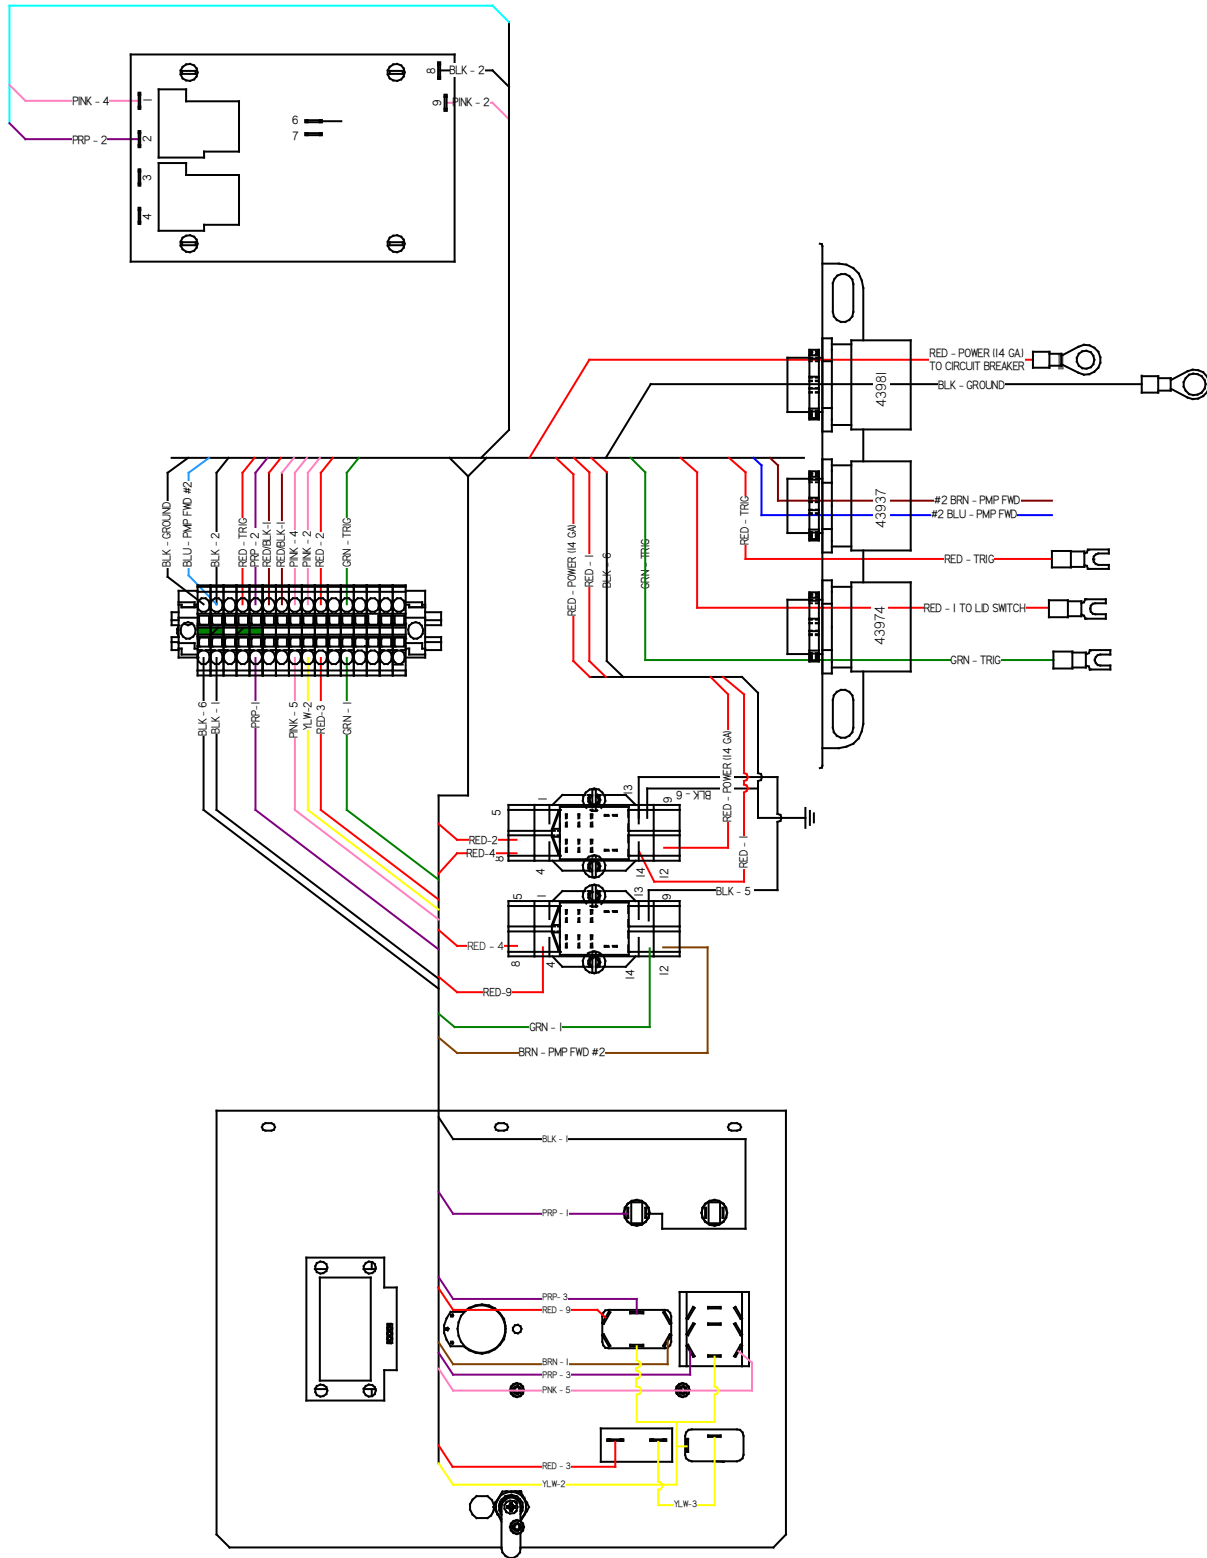 8
BLK - 2
PINK - 4
1
9
PINK - 2
6
7
PRP - 2
2
3
4
RED - POWER (14 GA)
TO CIRCUIT BREAKER
43981
BLK - GROUND
BLK - GROUND
BLU - PMP FWD #2
BLK - 2
RED - TRIG
PRP - 2
RED/BLK-1
RED/BLK-1
PINK - 4
PINK - 2
RED - 2
GRN - TRIG
RED - POWER (14 GA)
RED - 1
BLK - 6
GRN - TRIG
RED - TRIG
43937
#2 BRN - PMP FWD
#2 BLU - PMP FWD
RED - TRIG
43974
RED - 1 TO LID SWITCH
GRN - TRIG
BLK - 6
BLK - 1
PRP-1
PINK - 5
YLW-2
RED-3
GRN - 1
RED - POWER (14 GA)
RED - 1
BLK - 6
5
1
13
9
RED-2
RED-4
8
4
14
12
5
1
13
9
BLK - 5
RED - 4
8
4
14
12
RED-9
GRN - 1
BRN - PMP FWD #2
BLK - 1
PRP - 1
PRP- 3
RED - 9
BRN - 1
PRP - 3
PNK - 5
RED - 3
YLW-2
YLW-3